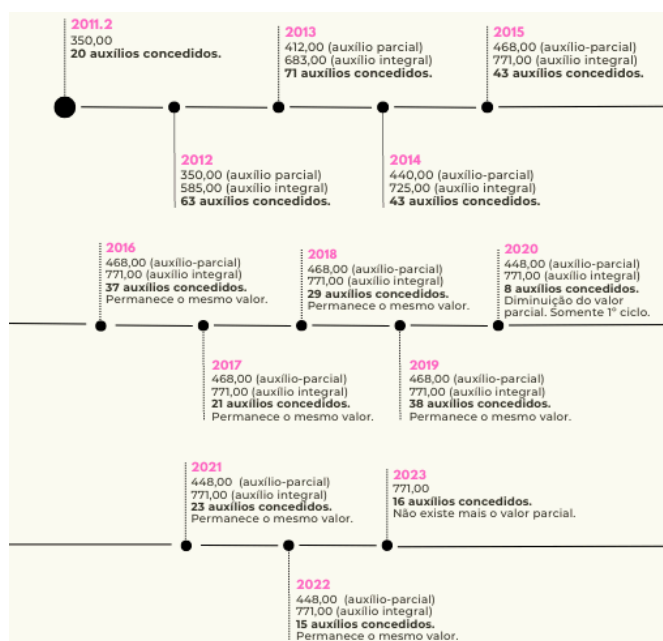 2011.2
350,00
20 auxílios concedidos.
2012
350,00 (auxílio parcial)
585,00 (auxílio integral)
63 auxílios concedidos.
2013
412,00 (auxílio parcial)
683,00 (auxílio integral)
71 auxílios concedidos.
2014
440,00 (auxílio-parcial)
725,00 (auxílio integral)
43 auxílios concedidos.
2015
468,00 (auxílio-parcial)
771,00 (auxílio integral)
43 auxílios concedidos.
2016
468,00 (auxílio-parcial)
771,00 (auxílio integral)
37 auxílios concedidos.
Permanece o mesmo valor.
2017
468,00 (auxílio-parcial)
771,00 (auxílio integral)
21 auxílios concedidos.
Permanece o mesmo valor.
2018
468,00 (auxílio-parcial)
771,00 (auxílio integral)
29 auxílios concedidos.
Permanece o mesmo valor.
2019
468,00 (auxílio-parcial)
771,00 (auxílio integral)
38 auxílios concedidos.
Permanece o mesmo valor.
2020
448,00 (auxílio-parcial)
771,00 (auxílio integral)
8 auxílios concedidos.
Diminuição do valor
parcial. Somente 1º ciclo.
2021
448,00 (auxílio-parcial)
771,00 (auxílio integral)
23 auxílios concedidos.
Permanece o mesmo valor.
2022
448,00 (auxílio-parcial)
771,00 (auxílio integral)
15 auxílios concedidos.
Permanece o mesmo valor.
2023
771,00
16 auxílios concedidos.
Não existe mais o valor parcial.